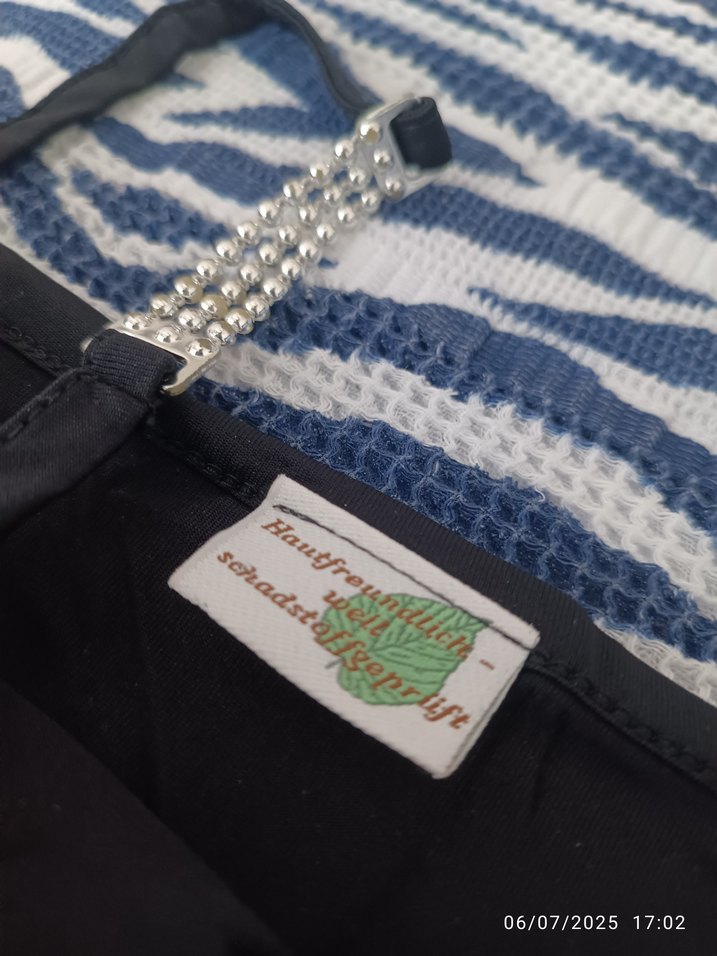 Hautfreundlich -
weil
schadstoffgeprüft
06/07/2025 17:02